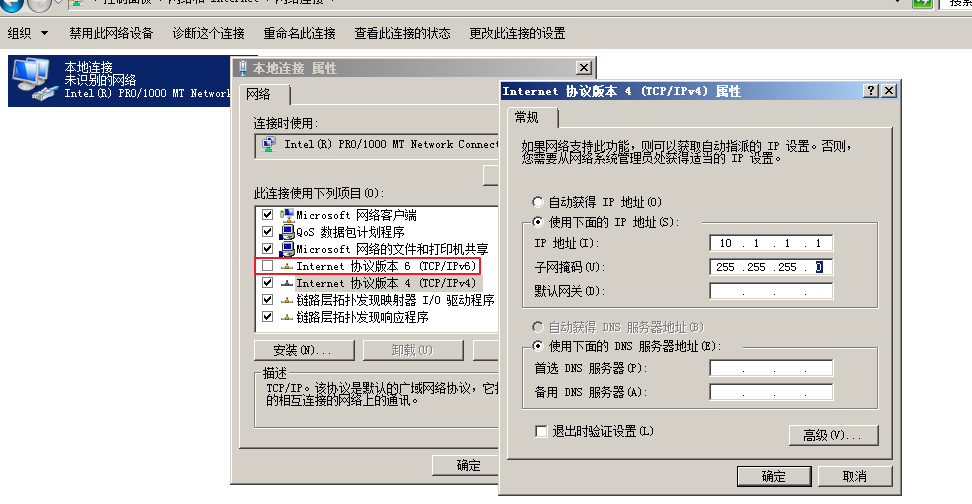 控制面板 网络和 Internet 网络连接
组织 禁用此网络设备 诊断这个连接 重命名此连接 查看此连接的状态 更改此连接的设置
本地连接
未识别的网络
Intel(R) PRO/1000 MT Network
本地连接 属性
网络
连接时使用:
Intel(R) PRO/1000 MT Network Connect
此连接使用下列项目(O):
Microsoft 网络客户端
QoS 数据包计划程序
Microsoft 网络的文件和打印机共享
Internet 协议版本 6 (TCP/IPv6)
Internet 协议版本 4 (TCP/IPv4)
链路层拓扑发现映射器 I/O 驱动程序
链路层拓扑发现响应程序
安装(N)... 卸载(U)
描述
TCP/IP。该协议是默认的广域网络协议，它
的相互连接的网络上的通讯。
确定
Internet 协议版本 4 (TCP/IPv4) 属性
常规
如果网络支持此功能，则可以获取自动指派的 IP 设置。否则，
您需要从网络系统管理员处获得适当的 IP 设置。
自动获得 IP 地址(O)
使用下面的 IP 地址(S):
IP 地址(I): 10 . 1 . 1 . 1
子网掩码(U): 255 .255 .255 . 0
默认网关(D): . . .
自动获得 DNS 服务器地址(B)
使用下面的 DNS 服务器地址(E):
首选 DNS 服务器(P): . . .
备用 DNS 服务器(A): . . .
退出时验证设置(L)
高级(V)...
确定 取消